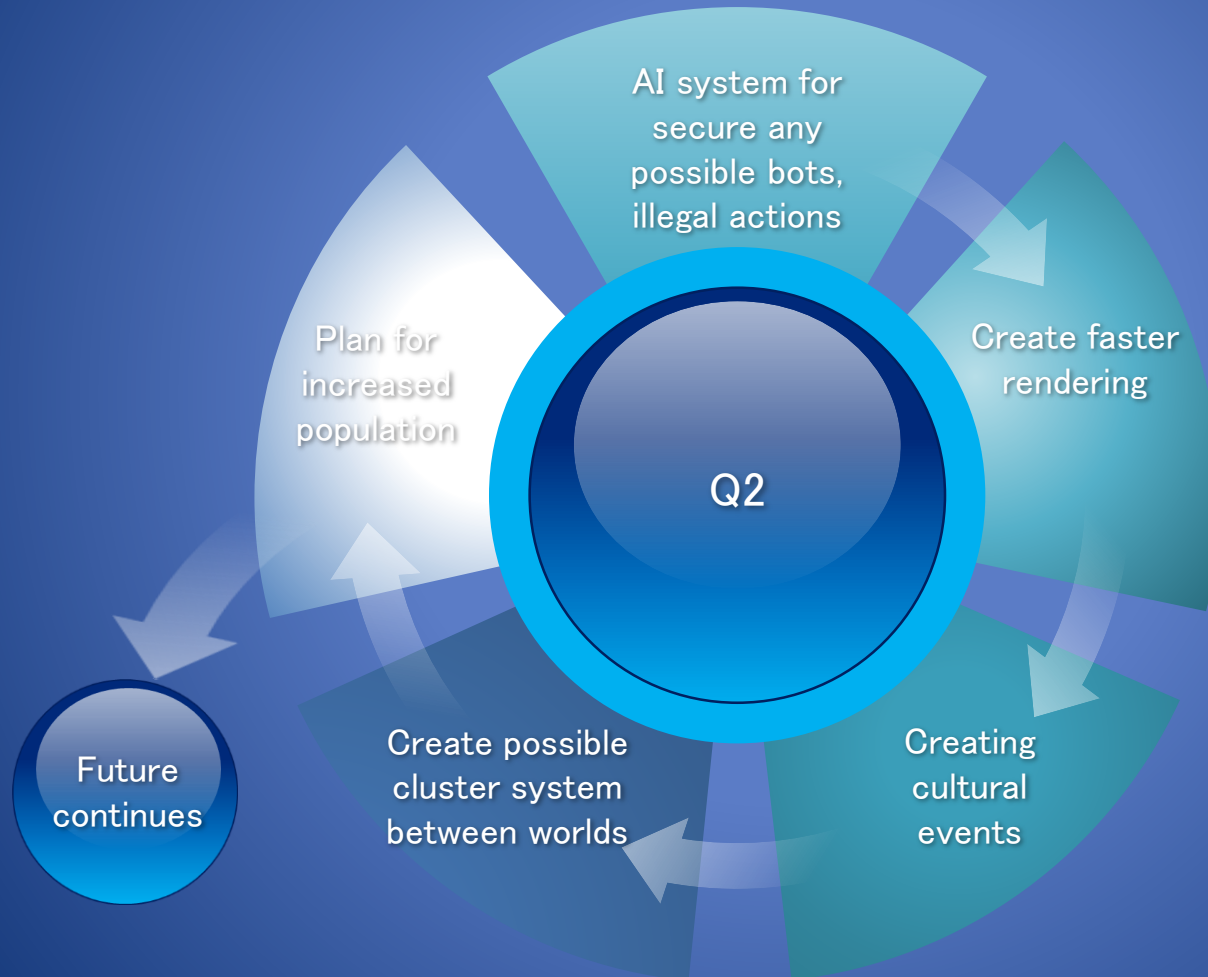 AI system for
secure any
possible bots,
illegal actions
Create faster
rendering
Creating
cultural
events
Create possible
cluster system
between worlds
Plan for
increased
population
Q2
Future
continues